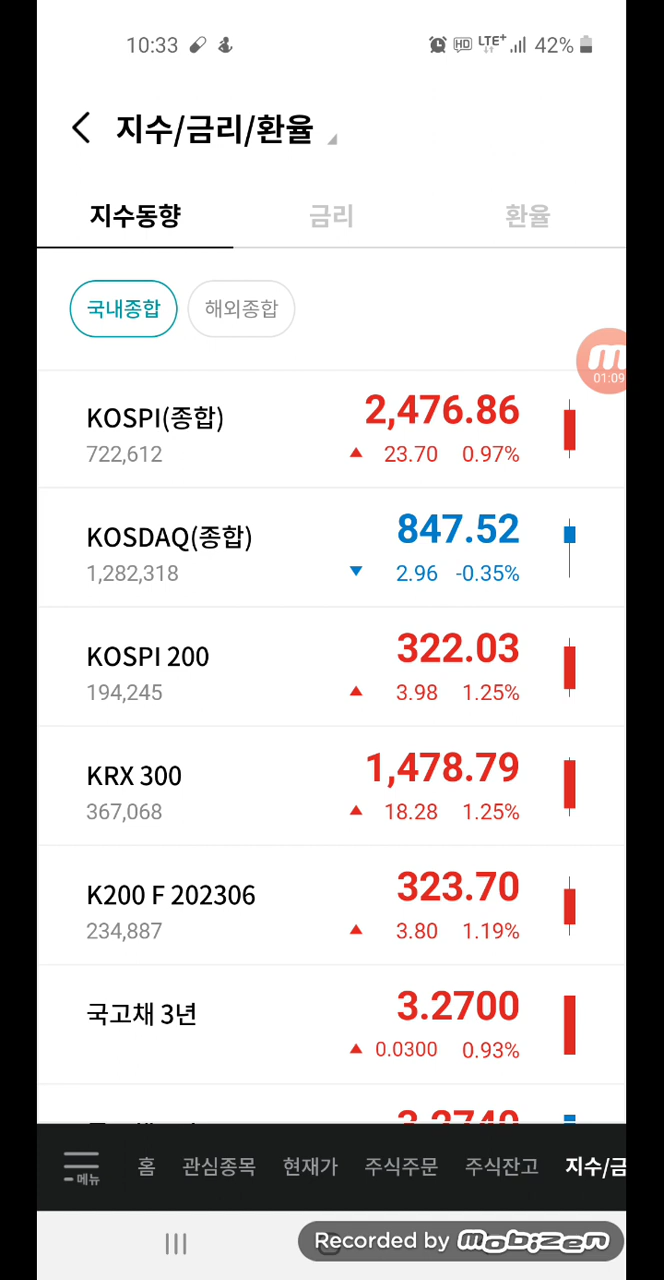 10:33 HD LTE+ 42%
지수/금리/환율
지수동향 금리 환율
국내종합 해외종합
m
01:09
KOSPI(종합) 2,476.86
722,612 ▲ 23.70 0.97%
KOSDAQ(종합) 847.52
1,282,318 ▼ 2.96 -0.35%
KOSPI 200 322.03
194,245 ▲ 3.98 1.25%
KRX 300 1,478.79
367,068 ▲ 18.28 1.25%
K200 F 202306 323.70
234,887 ▲ 3.80 1.19%
국고채 3년 3.2700
▲ 0.0300 0.93%
메뉴 홈 관심종목 현재가 주식주문 주식잔고 지수/금
Recorded by mobizen